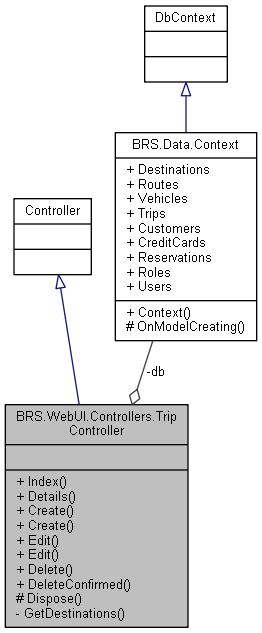 DbContext
BRS.Data.Context
+ Destinations
+ Routes
+ Vehicles
+ Trips
+ Customers
+ CreditCards
+ Reservations
+ Roles
+ Users
+ Context()
# OnModelCreating()
Controller
-db
BRS.WebUI.Controllers.Trip
Controller
+ Index()
+ Details()
+ Create()
+ Create()
+ Edit()
+ Edit()
+ Delete()
+ DeleteConfirmed()
# Dispose()
- GetDestinations()